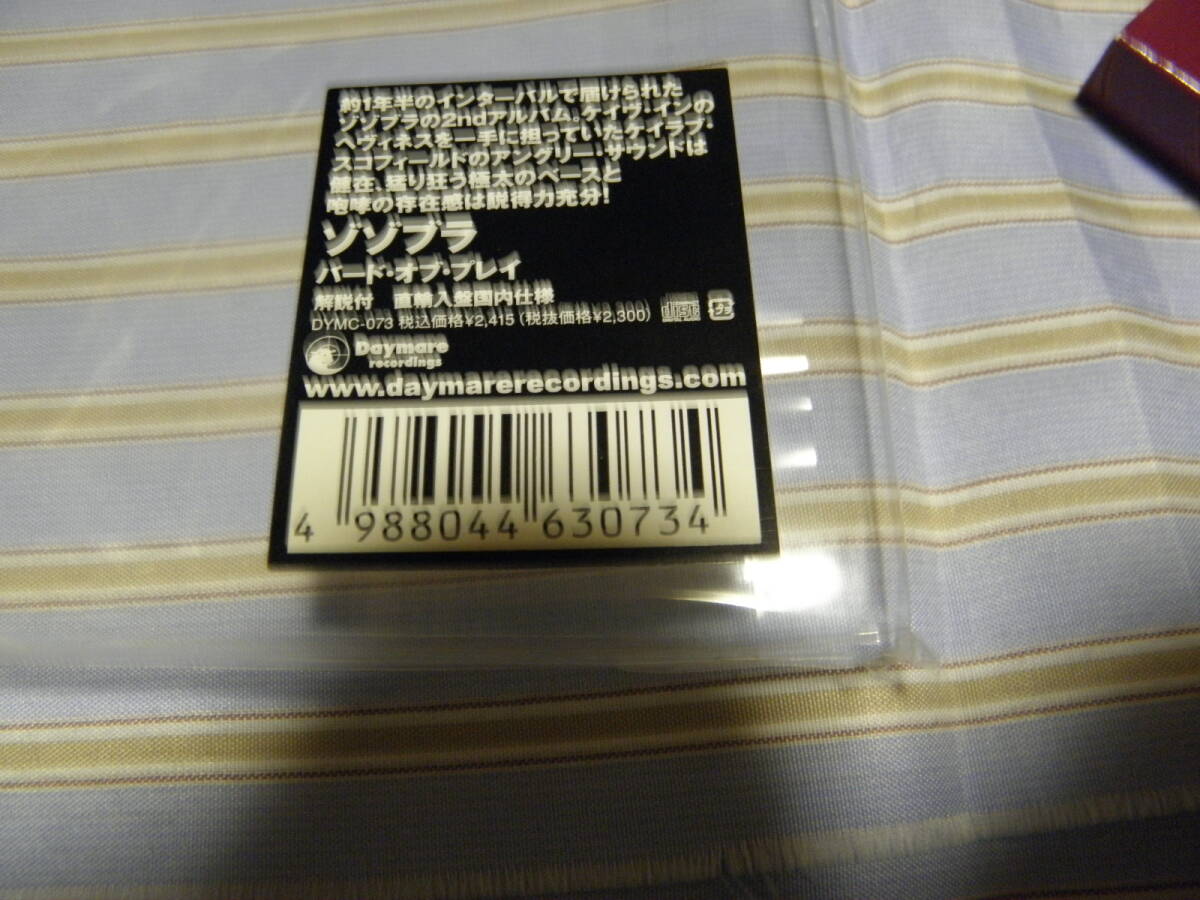 約1年半のインターバルで届けられた
ゾゾブラの2ndアルバム。ケイヴ・インの
ヘヴィネスを一手に担っていたケイラブ・
スコフィールドのアングリー・サウンドは
健在、猛り狂う極太のベースと
咆哮の存在感は説得力充分!
ゾゾブラ
バード・オブ・プレイ
解説付 直輸入盤国内仕様
DYMC-073 税込価格¥2,415（税抜価格¥2,300）
Daymare
recordings
www.daymarerecordings.com
4 988044 630734